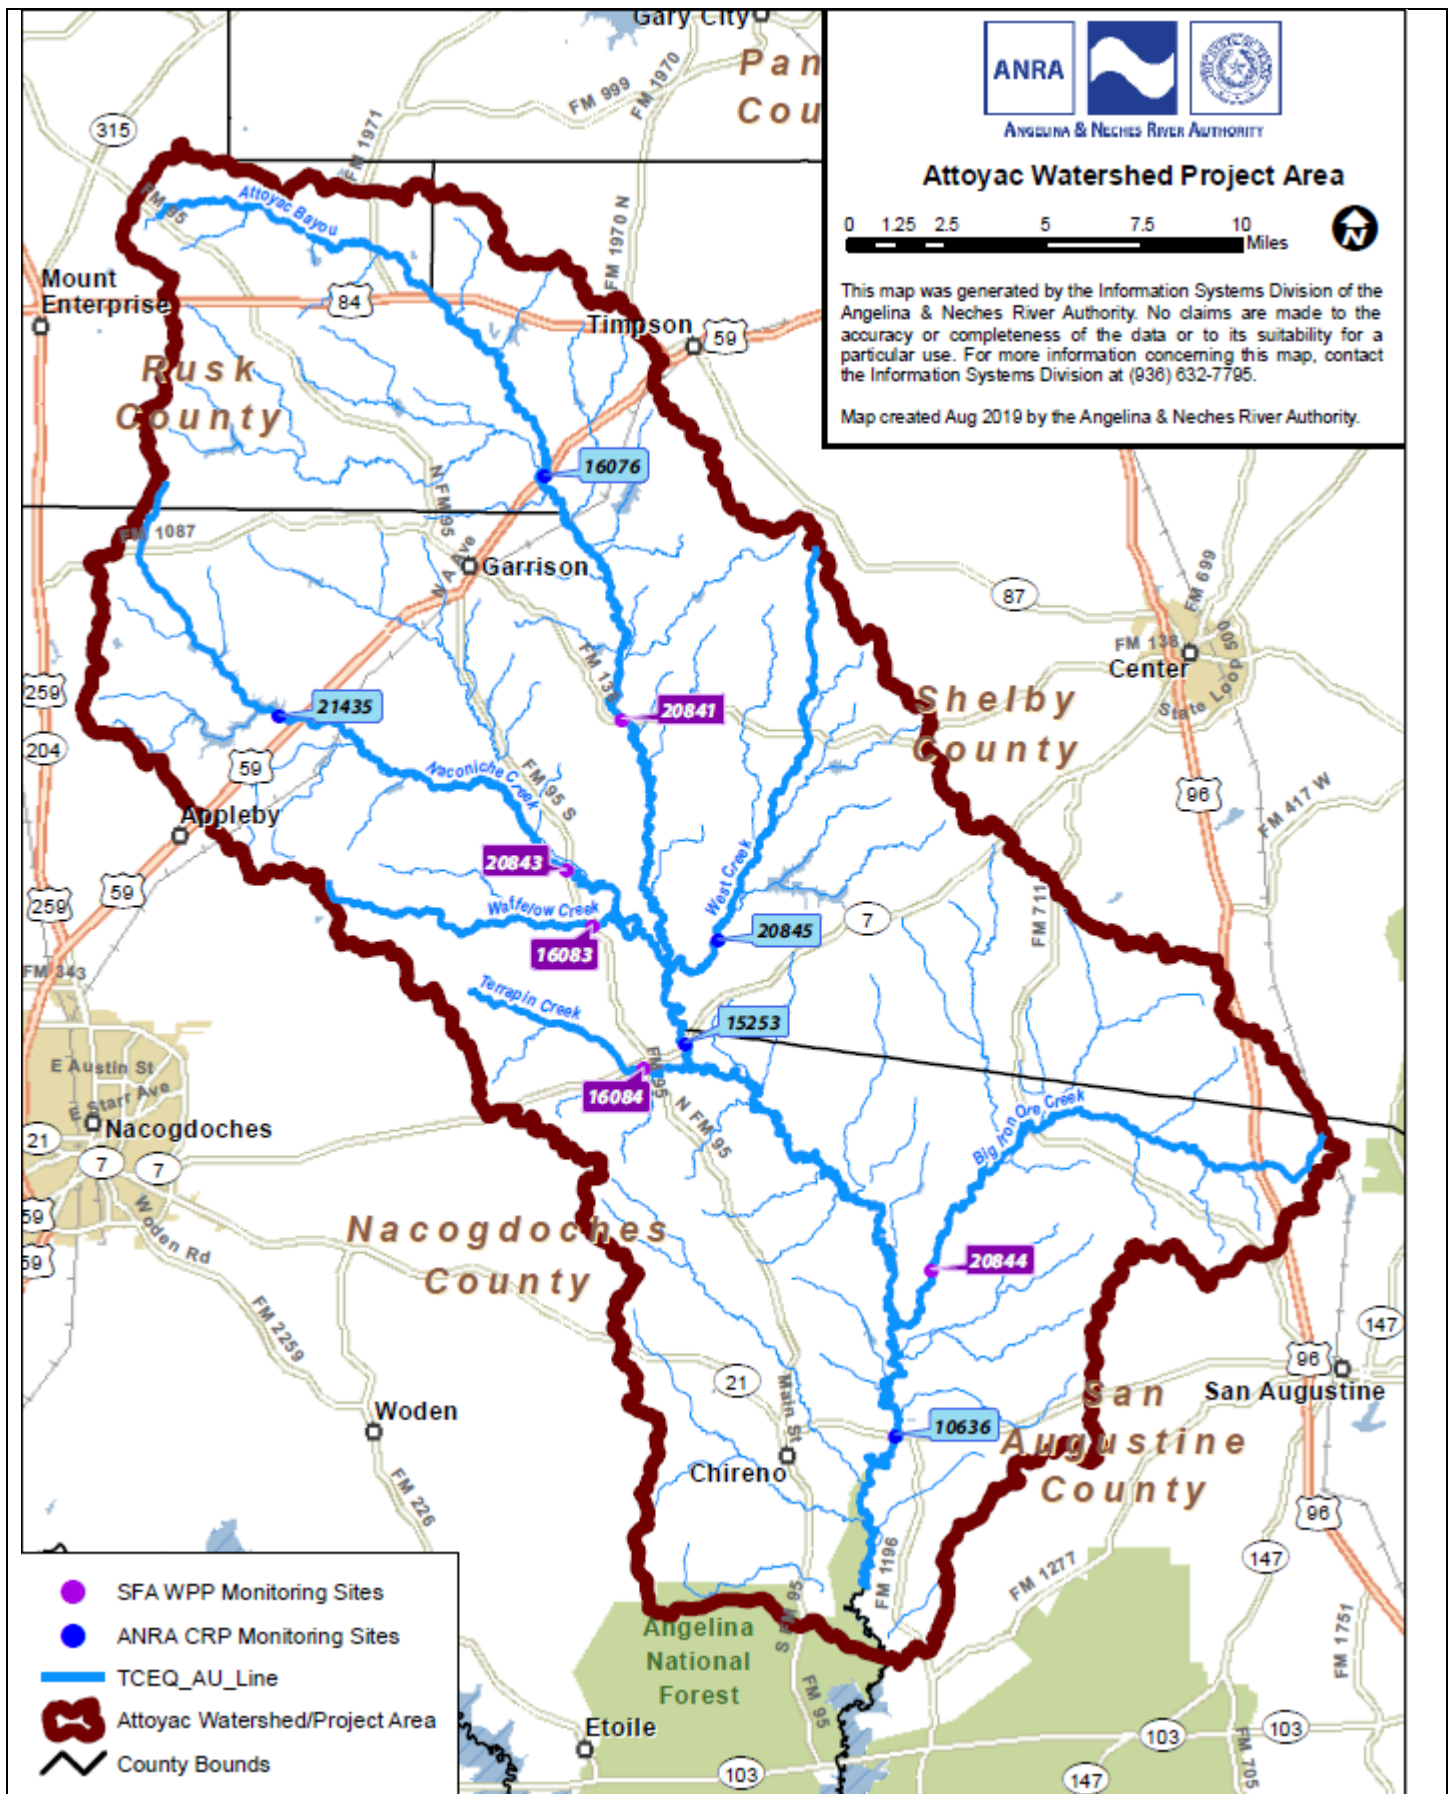 Gary City
Pan
Cou
FM 999
FM 1970
FM 1971
315
ANRA
ANGELINA & NECHES RIVER AUTHORITY
Attoyac Watershed Project Area
0 1.25 2.5 5 7.5 10
Miles
N
This map was generated by the Information Systems Division of the
Angelina & Neches River Authority. No claims are made to the
accuracy or completeness of the data or to its suitability for a
particular use. For more information concerning this map, contact
the Information Systems Division at (936) 632-7795.
Map created Aug 2019 by the Angelina & Neches River Authority.
FM 95
Attoyac Bayou
FM 1970 N
Mount
Enterprise
84
Timpson
59
Rusk
County
16076
N FM 95
FM 1087
N A Ave
Garrison
87
FM 699
FM 138
Center
State Loop 500
FM 138
259
21435
20841
Shelby
County
204
59
Naconiche Creek
FM 95 S
96
FM 417 W
Appleby
20843
59
259
West Creek
Waffelow Creek
20845
7
FM 711
16083
FM 343
Terrapin Creek
15253
E Austin St
E Starr Ave
FM 95
16084
N FM 95
Big Iron Ore Creek
Nacogdoches
21
7
7
59
59
Woden Rd
Nacogdoches
County
20844
FM 2259
147
96
21
Main St
San Augustine
San
Augustine
County
Woden
10636
Chireno
FM 226
96
147
FM 1196
FM 1277
FM 1751
SFA WPP Monitoring Sites
ANRA CRP Monitoring Sites
TCEQ_AU_Line
Attoyac Watershed/Project Area
County Bounds
S FM 95
Angelina
National
Forest
FM 95
Etoile
103
103
103
FM 705
147